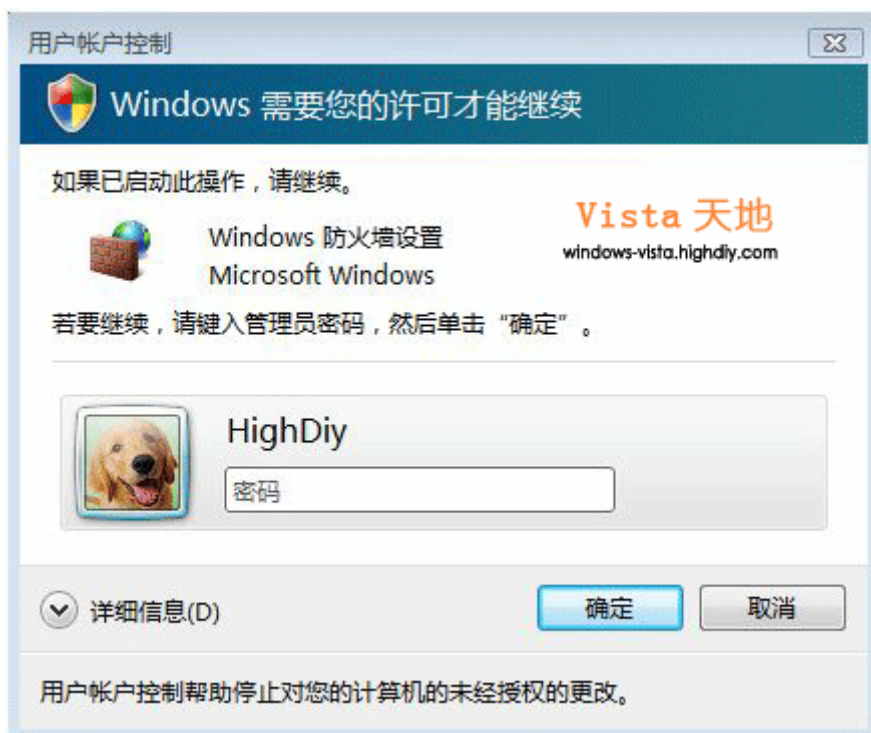 用户帐户控制
Windows 需要您的许可才能继续
如果已启动此操作，请继续。
Vista 天地
windows-vista.highdiy.com
Windows 防火墙设置
Microsoft Windows
若要继续，请键入管理员密码，然后单击“确定”。
HighDiy
密码
详细信息(D)
确定
取消
用户帐户控制帮助停止对您的计算机的未经授权的更改。